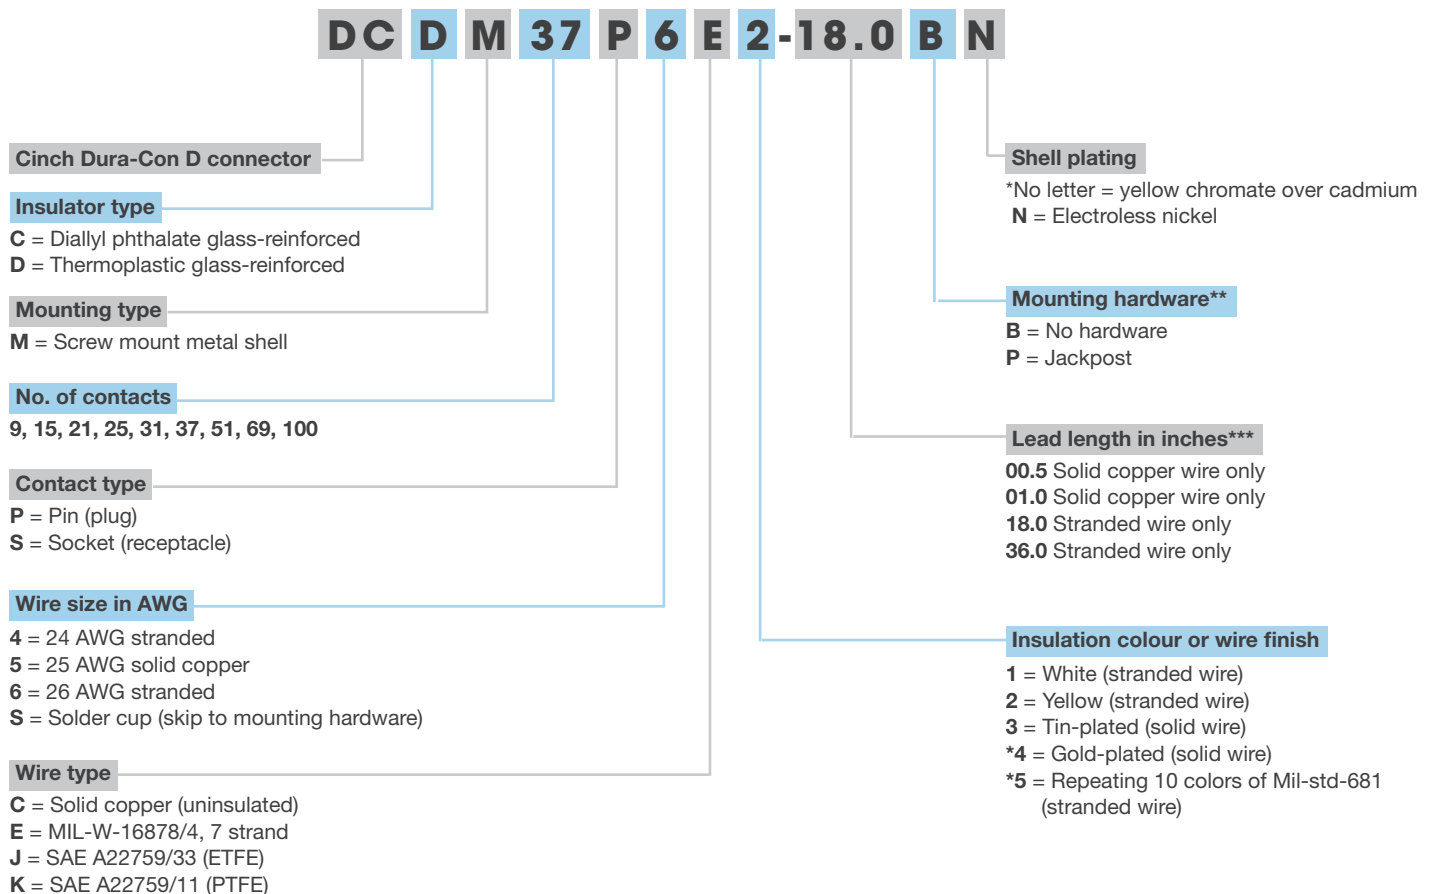 DCDM37P6E2-18.0BN
Cinch Dura-Con D connector
Insulator type
C = Diallyl phthalate glass-reinforced
D = Thermoplastic glass-reinforced
Mounting type
M = Screw mount metal shell
No. of contacts
9, 15, 21, 25, 31, 37, 51, 69, 100
Contact type
P = Pin (plug)
S = Socket (receptacle)
Wire size in AWG
4 = 24 AWG stranded
5 = 25 AWG solid copper
6 = 26 AWG stranded
S = Solder cup (skip to mounting hardware)
Wire type
C = Solid copper (uninsulated)
E = MIL-W-16878/4, 7 strand
J = SAE A22759/33 (ETFE)
K = SAE A22759/11 (PTFE)
Shell plating
*No letter = yellow chromate over cadmium
N = Electroless nickel
Mounting hardware**
B = No hardware
P = Jackpost
Lead length in inches***
00.5 Solid copper wire only
01.0 Solid copper wire only
18.0 Stranded wire only
36.0 Stranded wire only
Insulation colour or wire finish
1 = White (stranded wire)
2 = Yellow (stranded wire)
3 = Tin-plated (solid wire)
*4 = Gold-plated (solid wire)
*5 = Repeating 10 colors of Mil-std-681
(stranded wire)